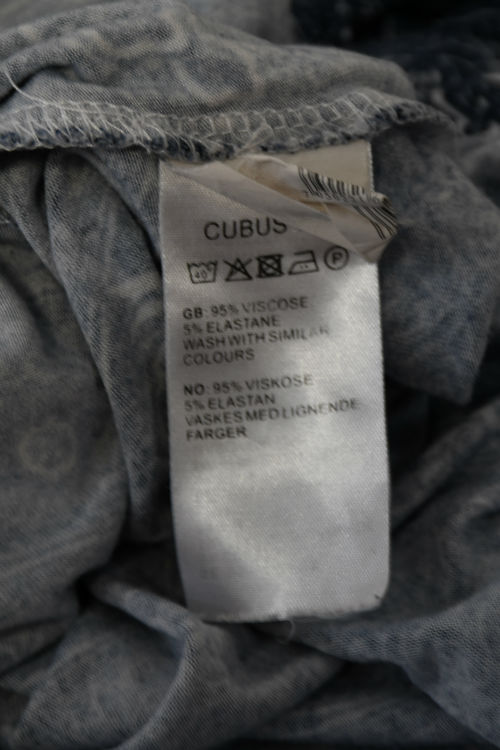 CUBUS
40
P
GB: 95% VISCOSE
5% ELASTANE
WASH WITH SIMILAR
COLOURS
NO: 95% VISKOSE
5% ELASTAN
VASKES MED LIGNENDE
FARGER